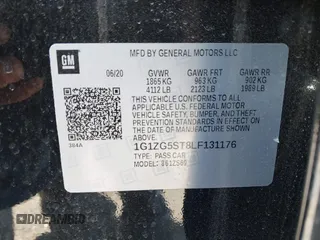 GM
MFD BY GENERAL MOTORS LLC
06/20 GVWR GAWR FRT GAWR RR
1865 KG 963 KG 902 KG
4112 LB 2123 LB 1989 LB
THIS VEHICLE CONFORMS TO ALL APPLICABLE
U.S. FEDERAL MOTOR VEHICLE
SAFETY, BUMPER, AND THEFT
PREVENTION STANDARDS IN EFFECT ON
THE DATE OF MANUFACTURE SHOWN ABOVE.
1G1ZG5ST8LF131176
TYPE: PASS CAR
MODEL:
AUTOBIDMASTER